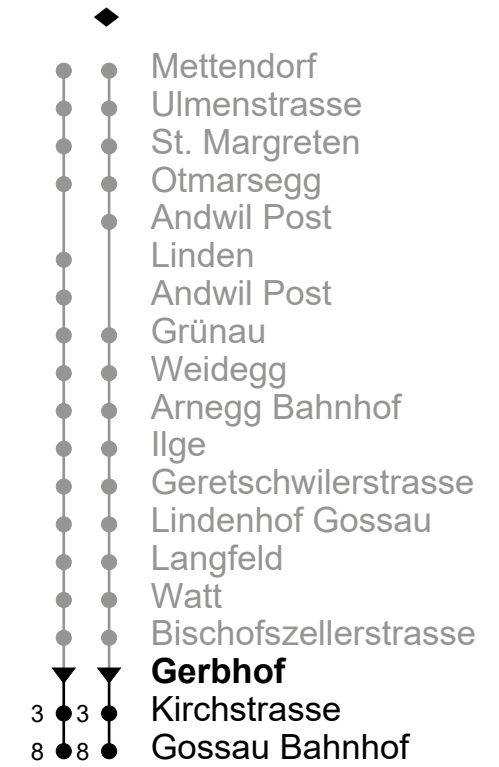 Mettendorf
Ulmenstrasse
St. Margreten
Otmarsegg
Andwil Post
Linden
Andwil Post
Grünau
Weidegg
Arnegg Bahnhof
Ilge
Geretschwilerstrasse
Lindenhof Gossau
Langfeld
Watt
Bischofszellerstrasse
Gerbhof
3 3 Kirchstrasse
8 8 Gossau Bahnhof